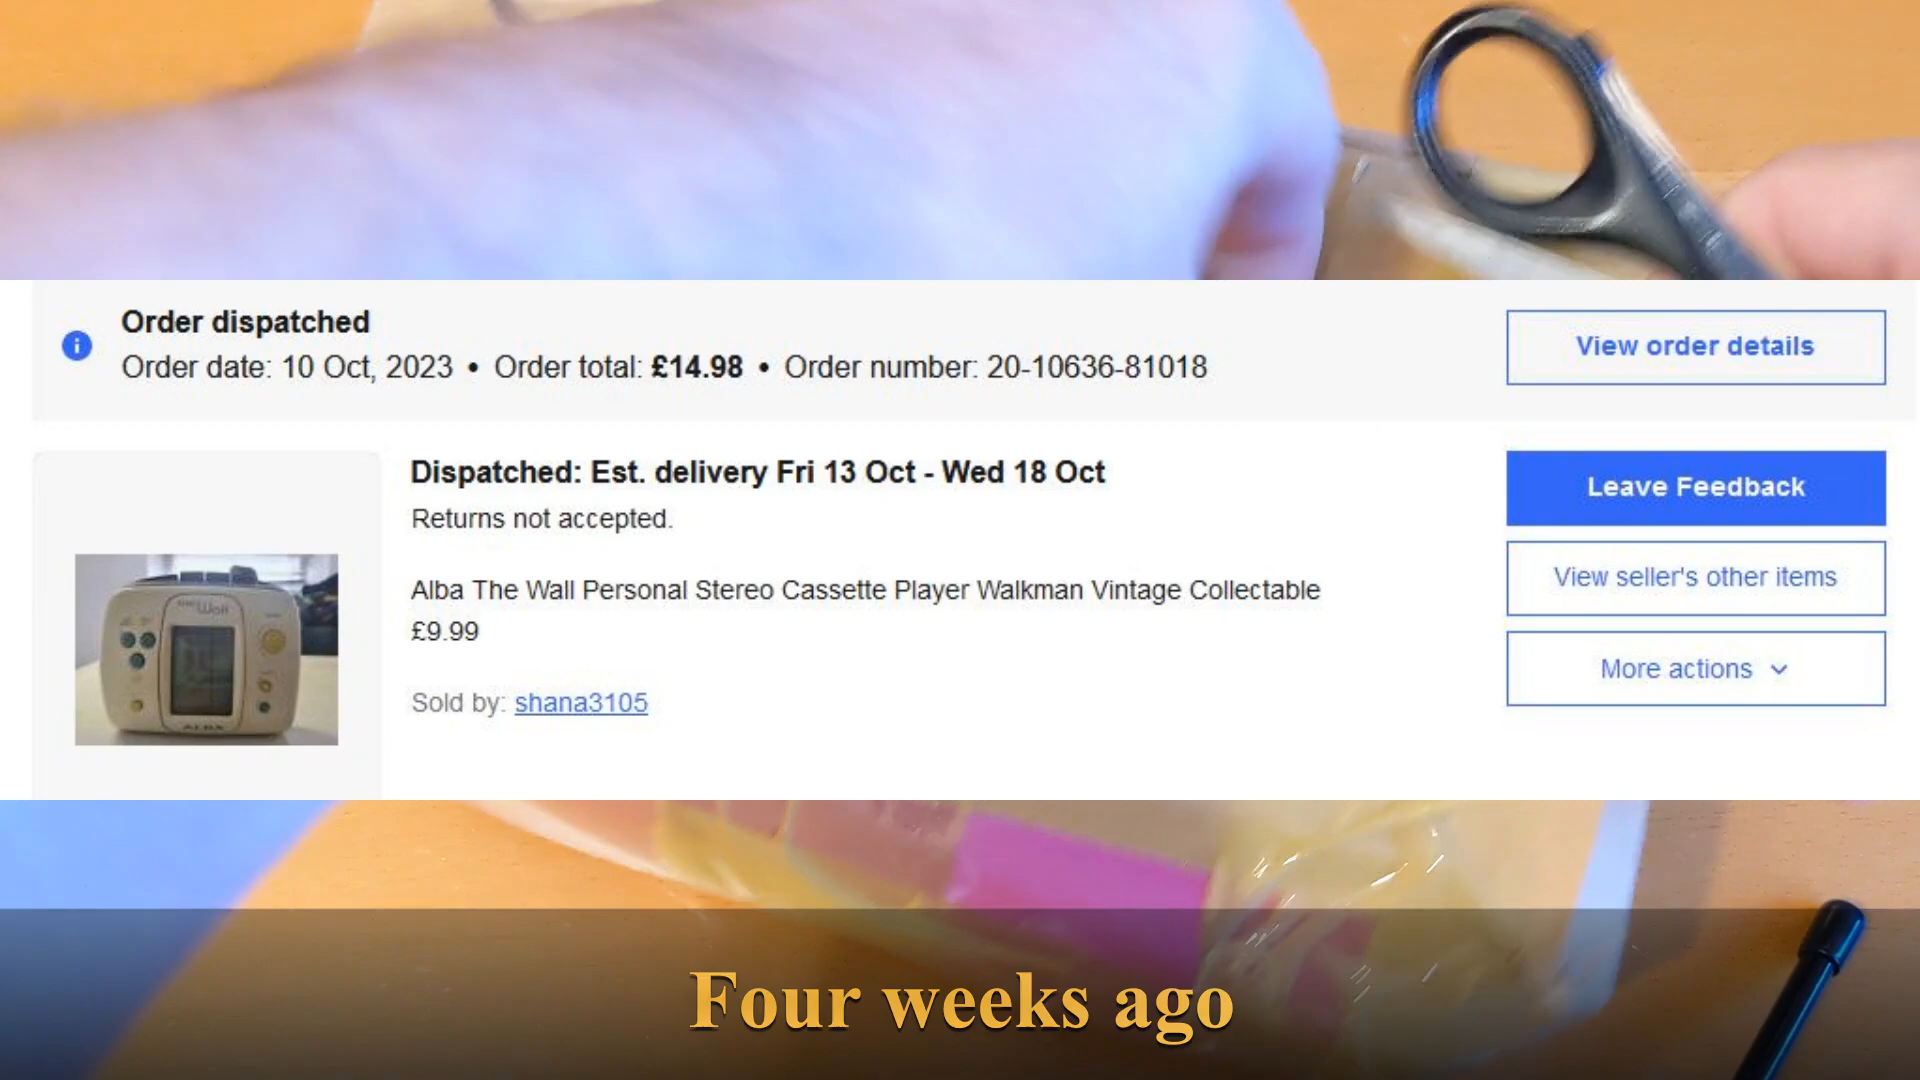 Order dispatched
Order date: 10 Oct, 2023 • Order total: £14.98 • Order number: 20-10636-81018
View order details
Dispatched: Est. delivery Fri 13 Oct - Wed 18 Oct
Returns not accepted.
Leave Feedback
View seller's other items
Alba The Wall Personal Stereo Cassette Player Walkman Vintage Collectable
£9.99
More actions
Sold by: shana3105
The Wall
ALBA
Four weeks ago